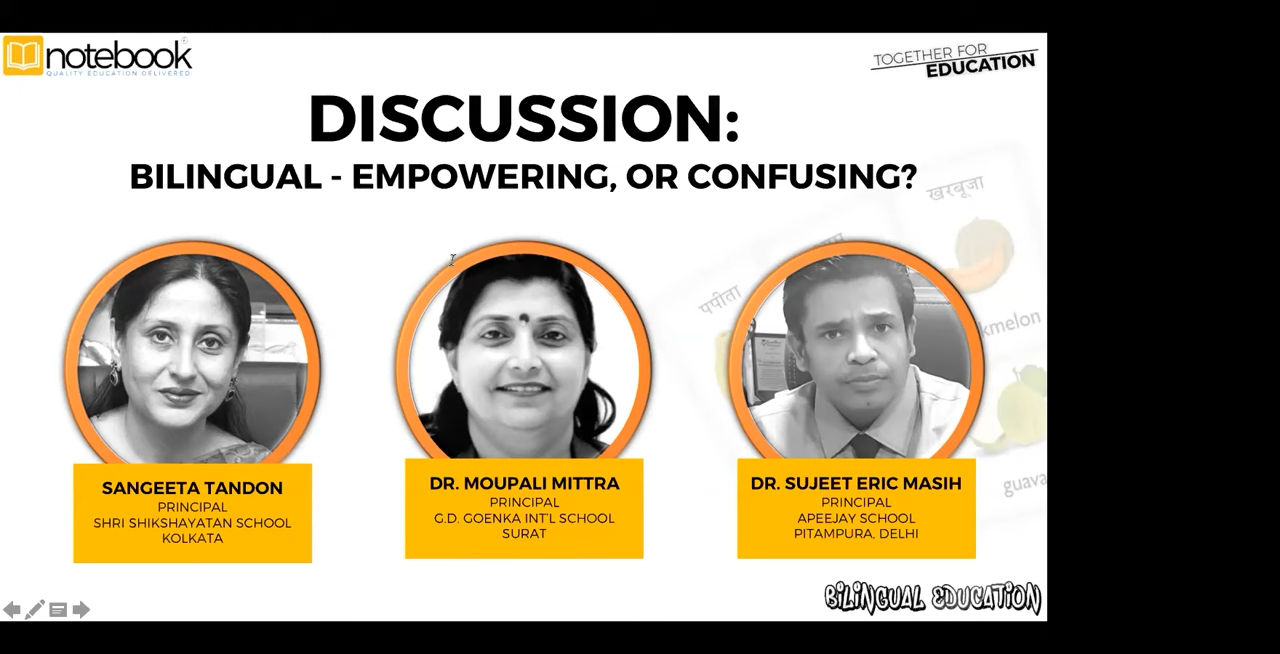 notebook
QUALITY EDUCATION DELIVERED
TOGETHER FOR
EDUCATION
DISCUSSION:
BILINGUAL - EMPOWERING, OR CONFUSING?
खरबूजा
पपीता
kmelon
guava
SANGEETA TANDON
PRINCIPAL
SHRI SHIKSHAYATAN SCHOOL
KOLKATA
DR. MOUPALI MITTRA
PRINCIPAL
G.D. GOENKA INT'L SCHOOL
SURAT
DR. SUJEET ERIC MASIH
PRINCIPAL
APEEJAY SCHOOL
PITAMPURA, DELHI
BILINGUAL EDUCATION